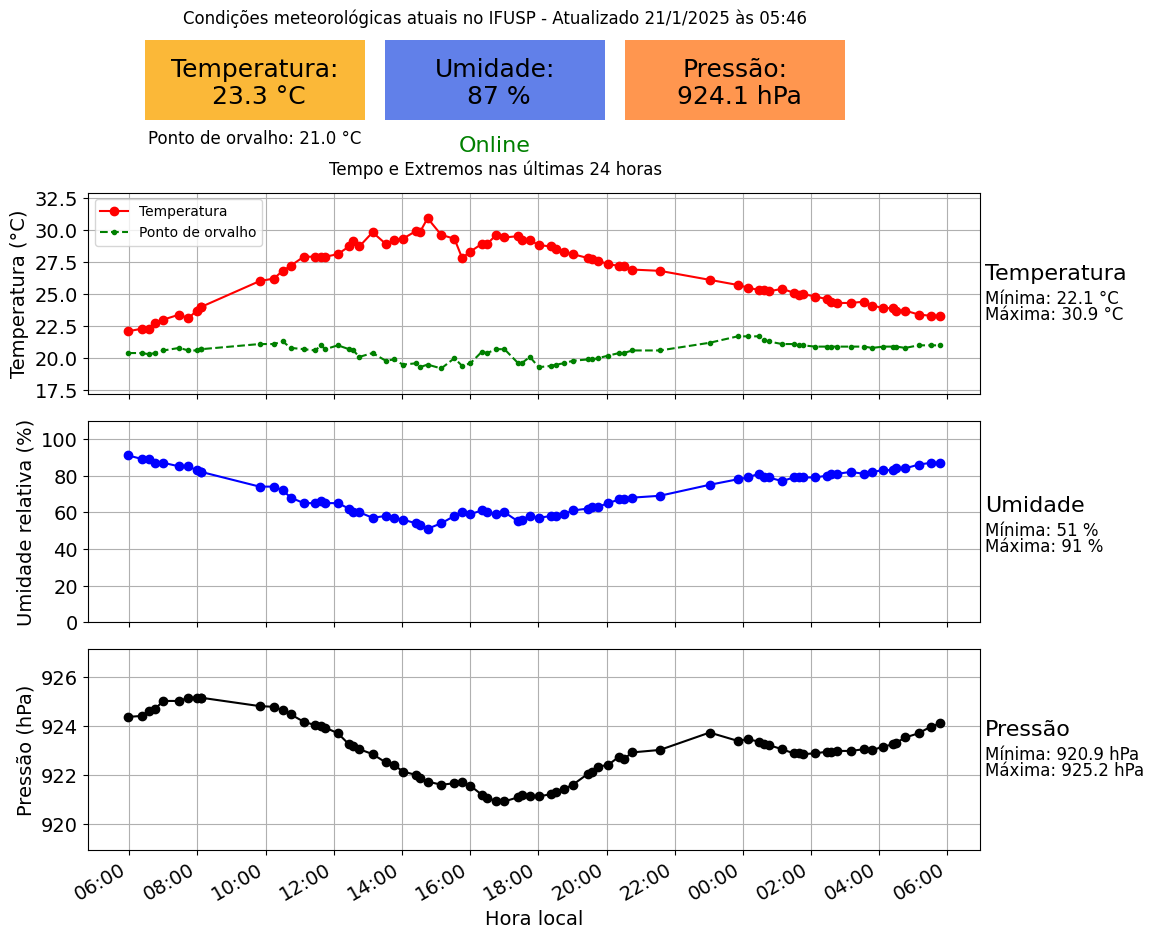 Condições meteorológicas atuais no IFUSP - Atualizado 21/1/2025 às 05:46
Temperatura:
23.3 °C
Umidade:
87 %
Pressão:
924.1 hPa
Ponto de orvalho: 21.0 °C
Online
Tempo e Extremos nas últimas 24 horas
Temperatura (°C)
32.5
30.0
27.5
25.0
22.5
20.0
17.5
Temperatura
Ponto de orvalho
Temperatura
Mínima: 22.1 °C
Máxima: 30.9 °C
Umidade relativa (%)
100
80
60
40
20
0
Umidade
Mínima: 51 %
Máxima: 91 %
Pressão (hPa)
926
924
922
920
Pressão
Mínima: 920.9 hPa
Máxima: 925.2 hPa
06:00 08:00 10:00 12:00 14:00 16:00 18:00 20:00 22:00 00:00 02:00 04:00 06:00
Hora local